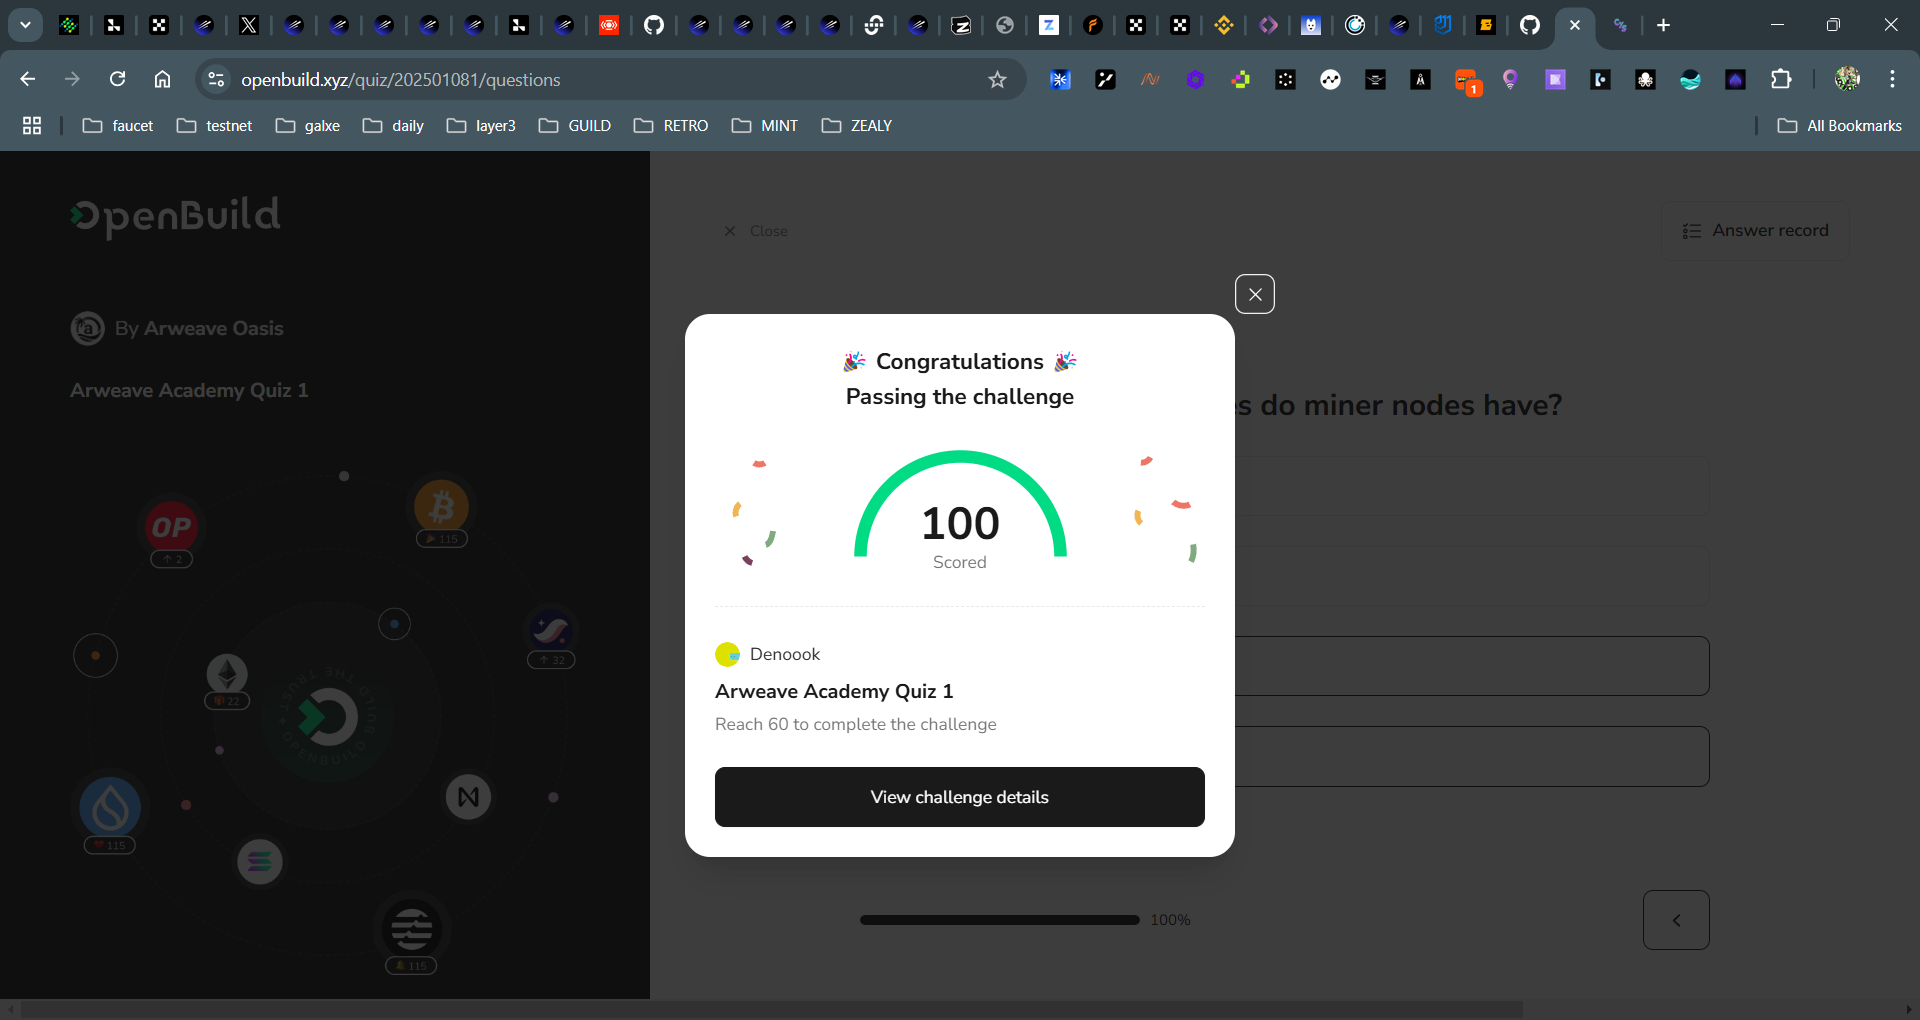 openbuild.xyz/quiz/202501081/questions
1
faucet
testnet
galxe
daily
layer3
GUILD
RETRO
MINT
ZEALY
All Bookmarks
OpenBuild
By Arweave Oasis
Arweave Academy Quiz 1
OP
2
115
32
22
115
115
Close
Answer record
es do miner nodes have?
🎉 Congratulations 🎉
Passing the challenge
100
Scored
Denoook
Arweave Academy Quiz 1
Reach 60 to complete the challenge
View challenge details
100%